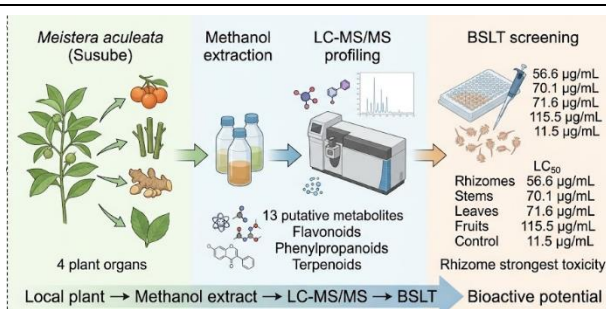 Meistera aculeata
(Susube)
4 plant organs
Methanol
extraction
LC-MS/MS
profiling
13 putative metabolites
Flavonoids
Phenylpropanoids
Terpenoids
BSLT screening
56.6 µg/mL
70.1 µg/mL
71.6 µg/mL
115.5 µg/mL
11.5 µg/mL
LC50
Rhizomes 56.6 µg/mL
Stems 70.1 µg/mL
Leaves 71.6 µg/mL
Fruits 115.5 µg/mL
Control 11.5 µg/mL
Rhizome strongest toxicity
Local plant → Methanol extract → LC-MS/MS → BSLT Bioactive potential